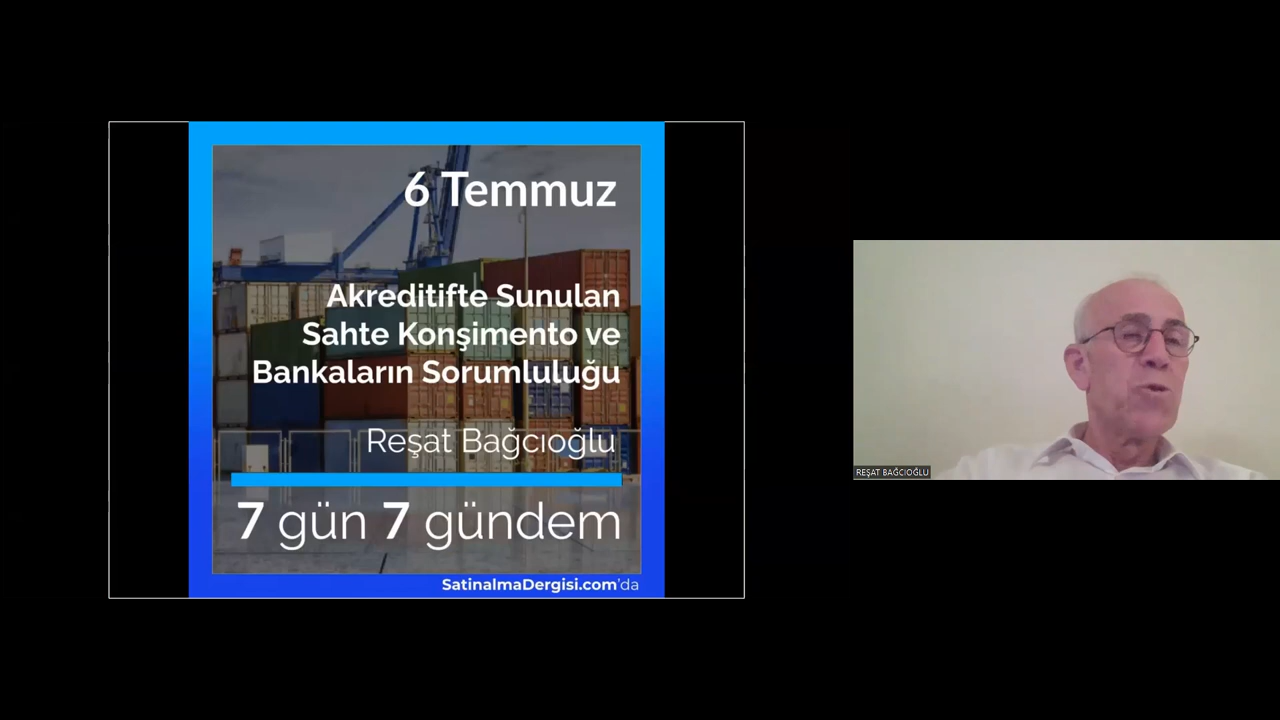 6 Temmuz
Akreditifte Sunulan
Sahte Konşimento ve
Bankaların Sorumluluğu
Reşat Bağcıoğlu
7 gün 7 gündem
SatinalmaDergisi.com'da
REŞAT BAĞCIOĞLU